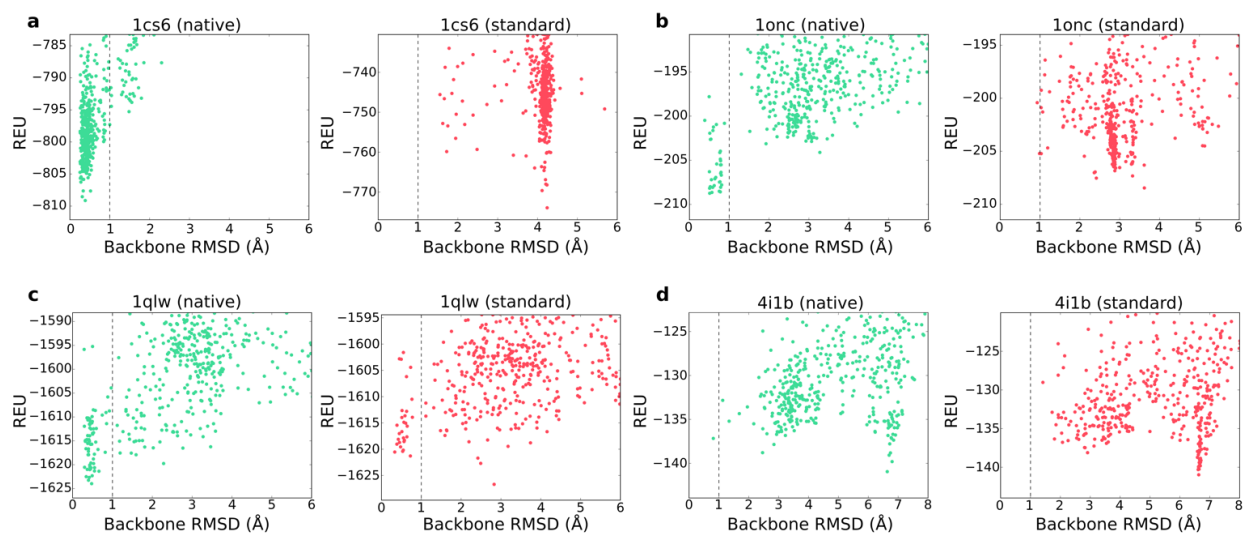 a
1cs6 (native)
REU
−785
−790
−795
−800
−805
−810
0 1 2 3 4 5 6
Backbone RMSD (Å)
1cs6 (standard)
REU
−740
−750
−760
−770
0 1 2 3 4 5 6
Backbone RMSD (Å)
b
1onc (native)
REU
−195
−200
−205
−210
0 1 2 3 4 5 6
Backbone RMSD (Å)
1onc (standard)
REU
−195
−200
−205
−210
0 1 2 3 4 5 6
Backbone RMSD (Å)
c
1qlw (native)
REU
−1590
−1595
−1600
−1605
−1610
−1615
−1620
−1625
0 1 2 3 4 5 6
Backbone RMSD (Å)
1qlw (standard)
REU
−1595
−1600
−1605
−1610
−1615
−1620
−1625
0 1 2 3 4 5 6
Backbone RMSD (Å)
d
4i1b (native)
REU
−125
−130
−135
−140
0 1 2 3 4 5 6 7 8
Backbone RMSD (Å)
4i1b (standard)
REU
−125
−130
−135
−140
0 1 2 3 4 5 6 7 8
Backbone RMSD (Å)